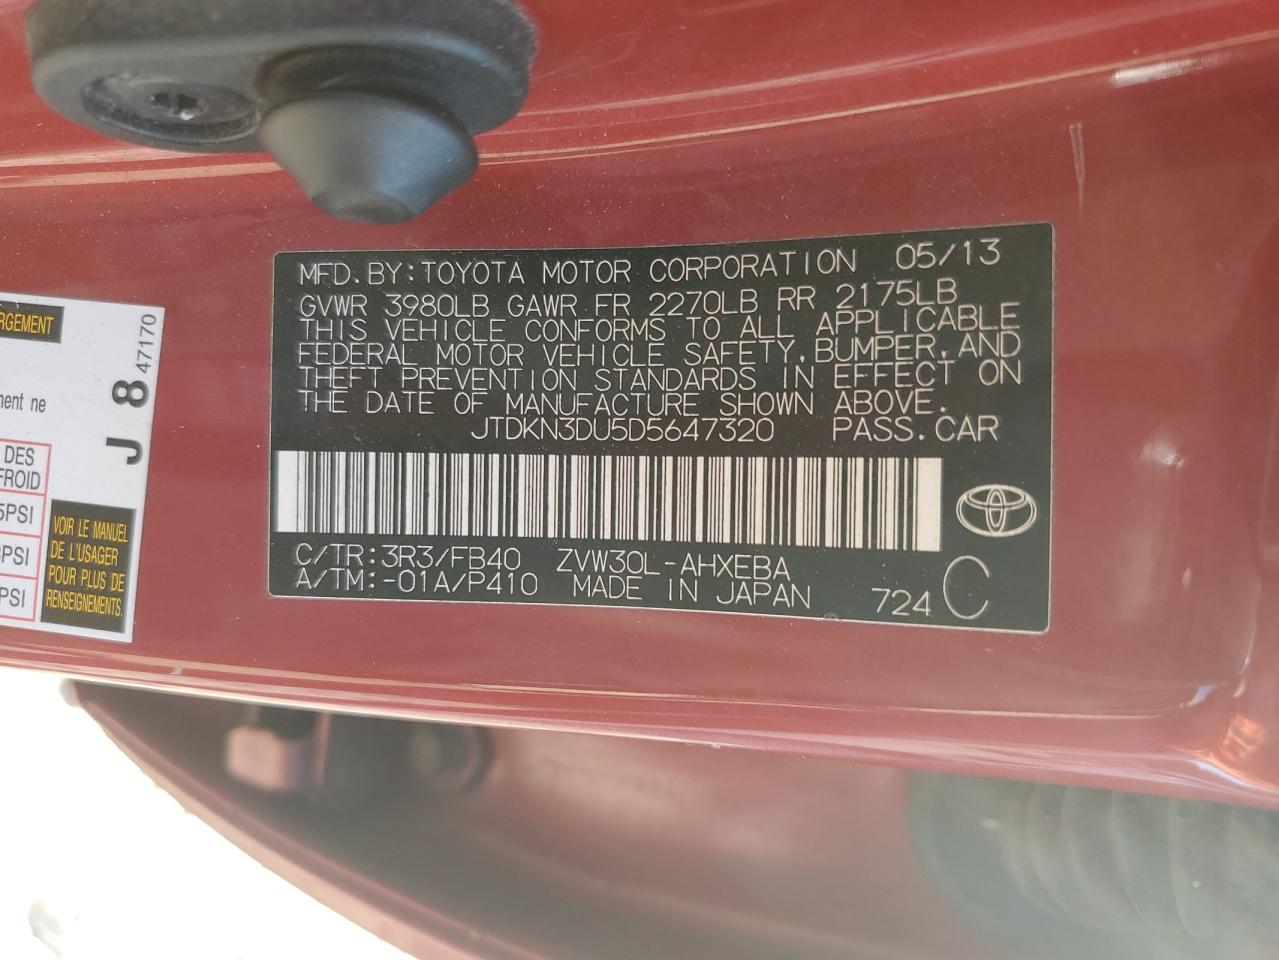 MFD.BY:TOYOTA MOTOR CORPORATION 05/13
GVWR 3980LB GAWR FR 2270LB RR 2175LB
THIS VEHICLE CONFORMS TO ALL APPLICABLE
FEDERAL MOTOR VEHICLE SAFETY,BUMPER,AND
THEFT PREVENTION STANDARDS IN EFFECT ON
THE DATE OF MANUFACTURE SHOWN ABOVE.
JTDKN3DU5D5647320 PASS.CAR
C/TR:3R3/FB40 ZVW30L-AHXEBA
A/TM:-01A/P410 MADE IN JAPAN 724 C
RGEMENT
ment ne
J 8 47170
DES
FROID
5PSI
PSI
PSI
VOIR LE MANUEL
DE L'USAGER
POUR PLUS DE
RENSEIGNEMENTS